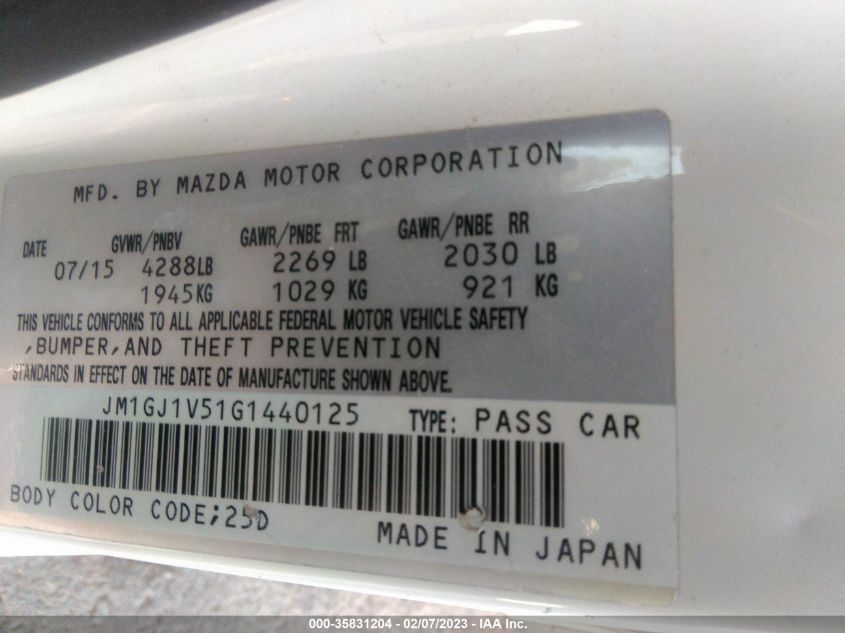 MFD. BY MAZDA MOTOR CORPORATION
DATE GVWR/PNBV GAWR/PNBE FRT GAWR/PNBE RR
07/15 4288LB 2269 LB 2030 LB
1945KG 1029 KG 921 KG
THIS VEHICLE CONFORMS TO ALL APPLICABLE FEDERAL MOTOR VEHICLE SAFETY
,BUMPER,AND THEFT PREVENTION
STANDARDS IN EFFECT ON THE DATE OF MANUFACTURE SHOWN ABOVE.
JM1GJ1V51G1440125 TYPE: PASS CAR
BODY COLOR CODE;25D
MADE IN JAPAN
000-35831204 - 02/07/2023 - IAA Inc.